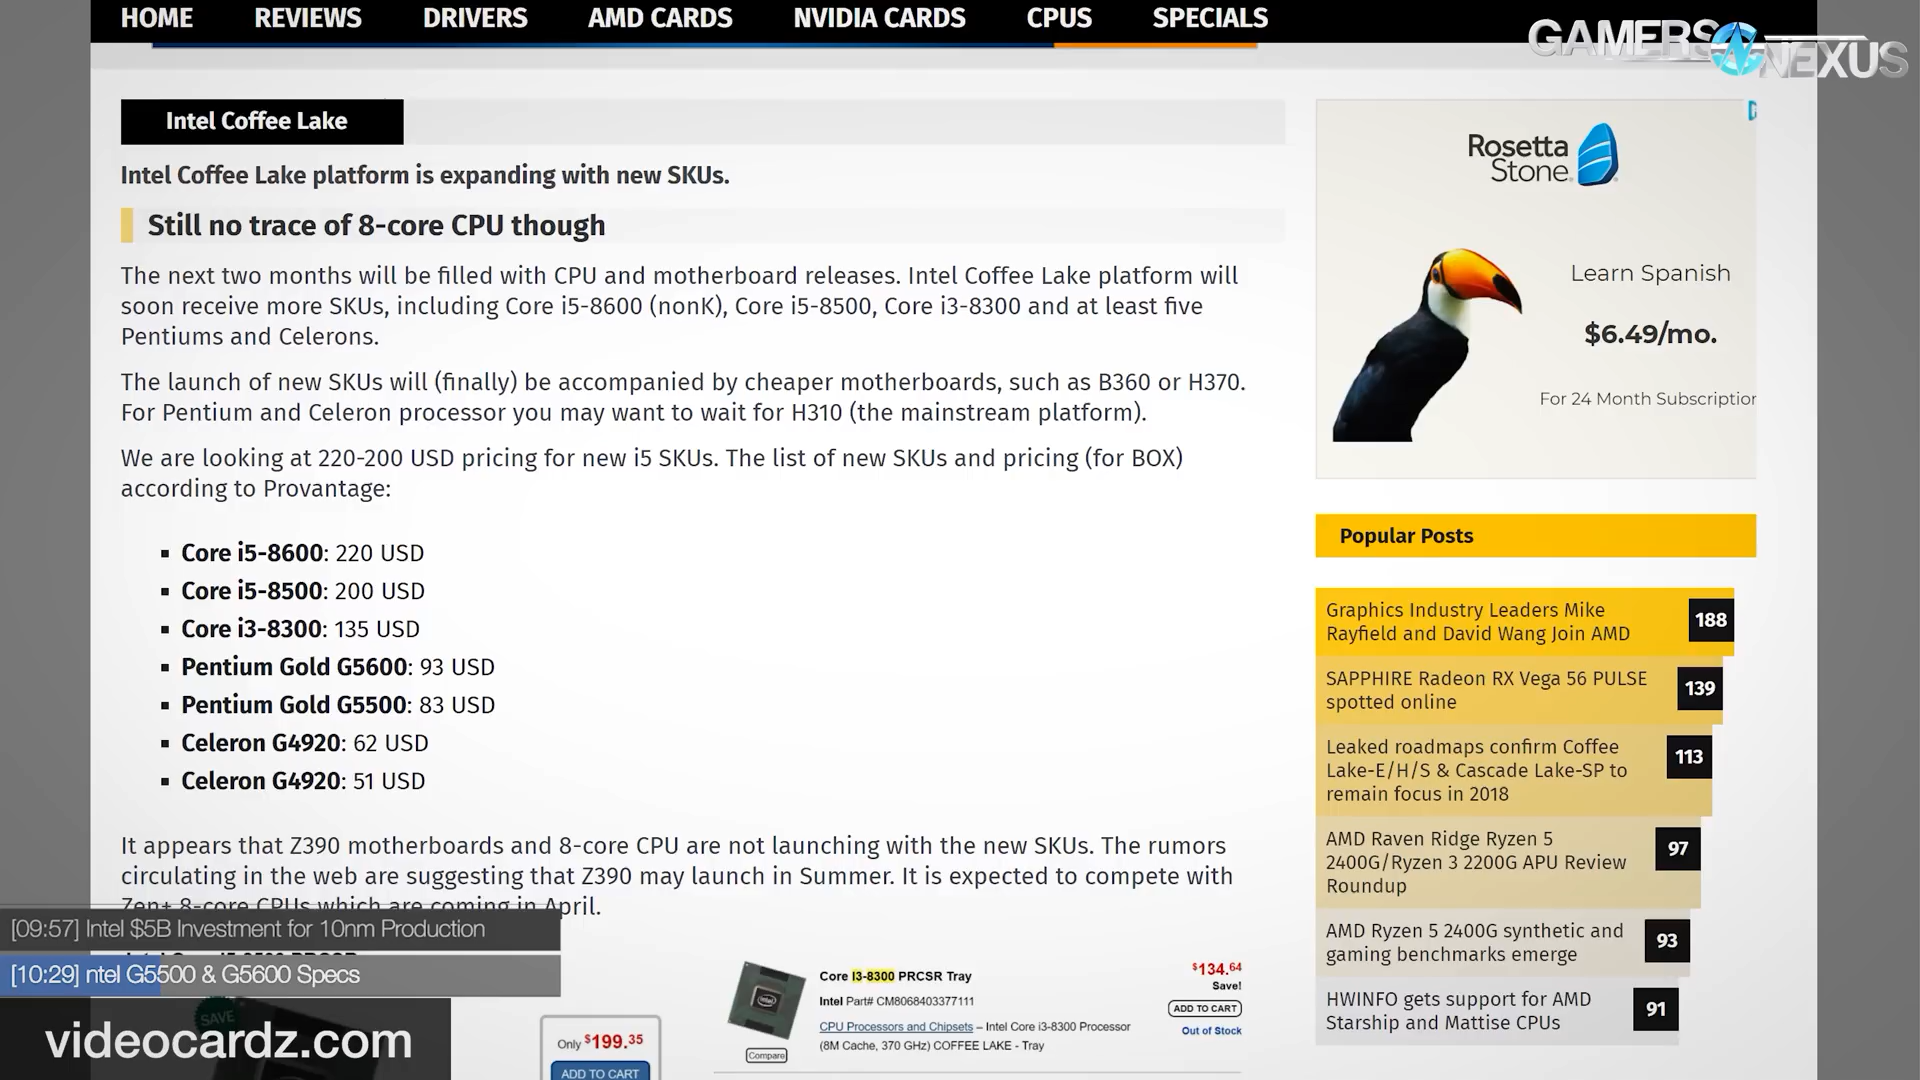 HOME REVIEWS DRIVERS AMD CARDS NVIDIA CARDS CPUS SPECIALS
GAMERS NEXUS
Intel Coffee Lake
Intel Coffee Lake platform is expanding with new SKUs.
Still no trace of 8-core CPU though
The next two months will be filled with CPU and motherboard releases. Intel Coffee Lake platform will
soon receive more SKUs, including Core i5-8600 (nonK), Core i5-8500, Core i3-8300 and at least five
Pentiums and Celerons.
The launch of new SKUs will (finally) be accompanied by cheaper motherboards, such as B360 or H370.
For Pentium and Celeron processor you may want to wait for H310 (the mainstream platform).
We are looking at 220-200 USD pricing for new i5 SKUs. The list of new SKUs and pricing (for BOX)
according to Provantage:
▪ Core i5-8600: 220 USD
▪ Core i5-8500: 200 USD
▪ Core i3-8300: 135 USD
▪ Pentium Gold G5600: 93 USD
▪ Pentium Gold G5500: 83 USD
▪ Celeron G4920: 62 USD
▪ Celeron G4920: 51 USD
It appears that Z390 motherboards and 8-core CPU are not launching with the new SKUs. The rumors
circulating in the web are suggesting that Z390 may launch in Summer. It is expected to compete with
Zen+ 8-core CPUs which are coming in April.
[09:57] Intel $5B Investment for 10nm Production
[10:29] ntel G5500 & G5600 Specs
SAVE
videocardz.com
Only $199.35
ADD TO CART
Compare
Core I3-8300 PRCSR Tray
Intel Part# CM8068403377111
CPU Processors and Chipsets – Intel Core i3-8300 Processor
(8M Cache, 370 GHz) COFFEE LAKE - Tray
$134.64
Save!
ADD TO CART
Out of Stock
Rosetta
Stone
Learn Spanish
$6.49/mo.
For 24 Month Subscription
Popular Posts
Graphics Industry Leaders Mike
Rayfield and David Wang Join AMD
188
SAPPHIRE Radeon RX Vega 56 PULSE
spotted online
139
Leaked roadmaps confirm Coffee
Lake-E/H/S & Cascade Lake-SP to
remain focus in 2018
113
AMD Raven Ridge Ryzen 5
2400G/Ryzen 3 2200G APU Review
Roundup
97
AMD Ryzen 5 2400G synthetic and
gaming benchmarks emerge
93
HWINFO gets support for AMD
Starship and Mattise CPUs
91